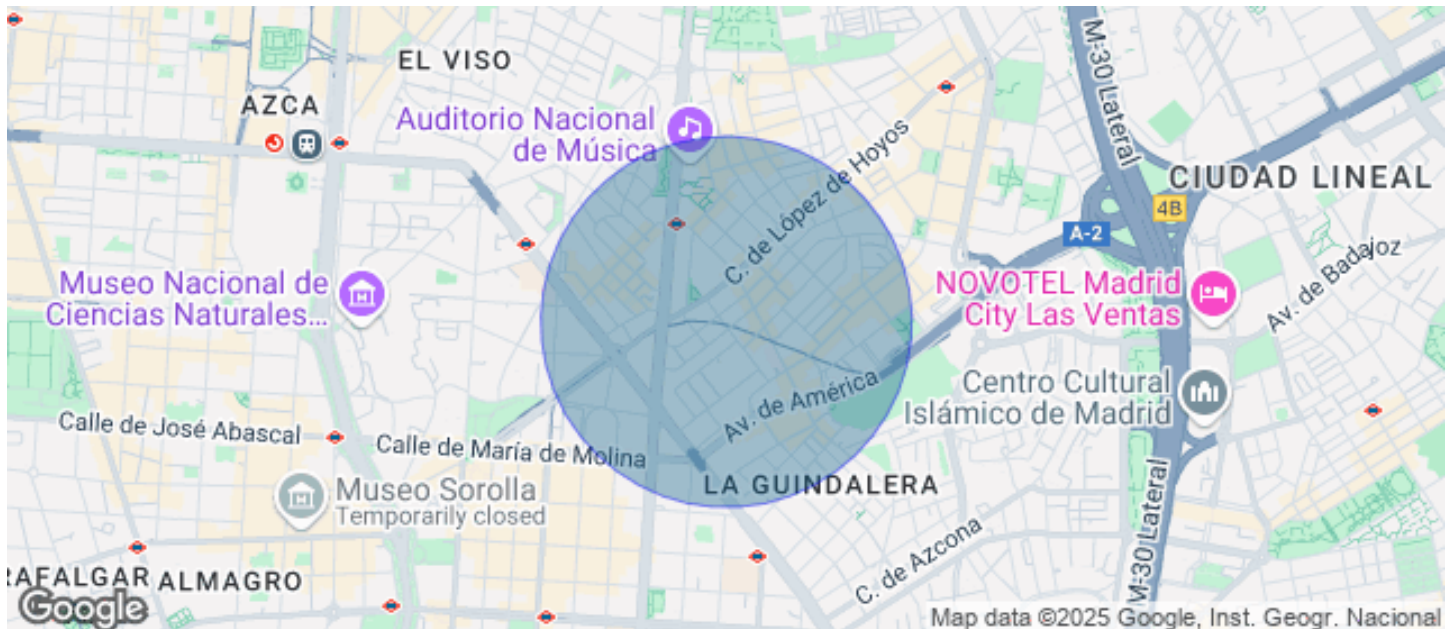 EL VISO
AZCA
Auditorio Nacional
de Música
M-30 Lateral
C. de López de Hoyos
CIUDAD LINEAL
4B
A-2
Av. de Badajoz
Museo Nacional de
Ciencias Naturales...
NOVOTEL Madrid
City Las Ventas
Centro Cultural
Islámico de Madrid
Av. de América
Calle de José Abascal
Calle de María de Molina
LA GUINDALERA
Museo Sorolla
Temporarily closed
M-30 Lateral
C. de Azcona
RAFALGAR
ALMAGRO
Google
Map data ©2025 Google, Inst. Geogr. Nacional